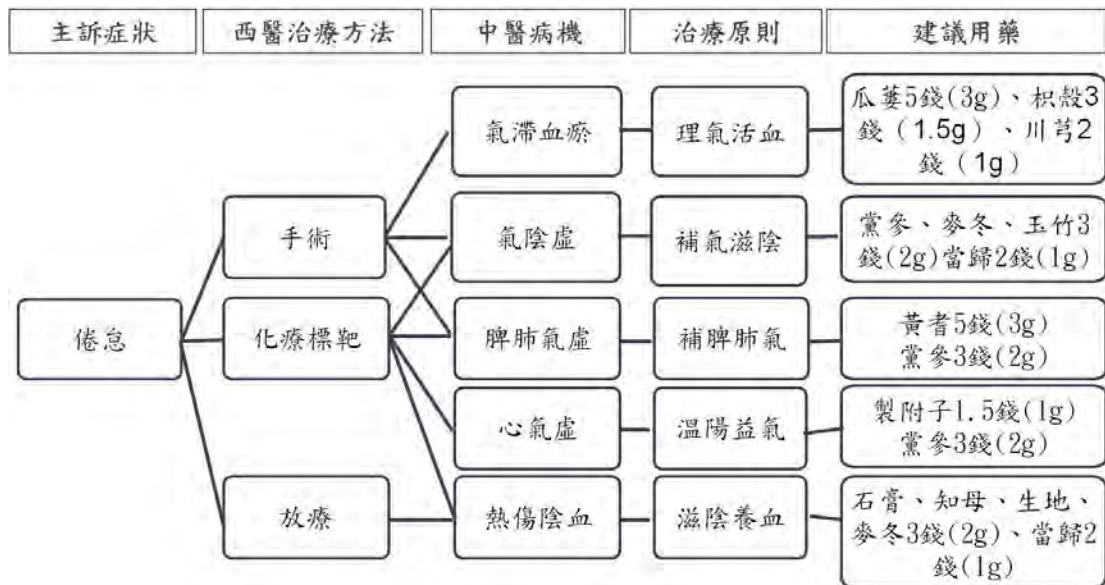 主訴症狀
西醫治療方法
中醫病機
治療原則
建議用藥
倦怠
手術
化療標靶
放療
氣滯血瘀
理氣活血
瓜蔞5錢(3g)、枳殼3
錢(1.5g)、川芎2
錢(1g)
氣陰虛
補氣滋陰
黨參、麥冬、玉竹3
錢(2g)當歸2錢(1g)
脾肺氣虛
補脾肺氣
黃耆5錢(3g)
黨參3錢(2g)
心氣虛
溫陽益氣
製附子1.5錢(1g)
黨參3錢(2g)
熱傷陰血
滋陰養血
石膏、知母、生地、
麥冬3錢(2g)、當歸2
錢(1g)